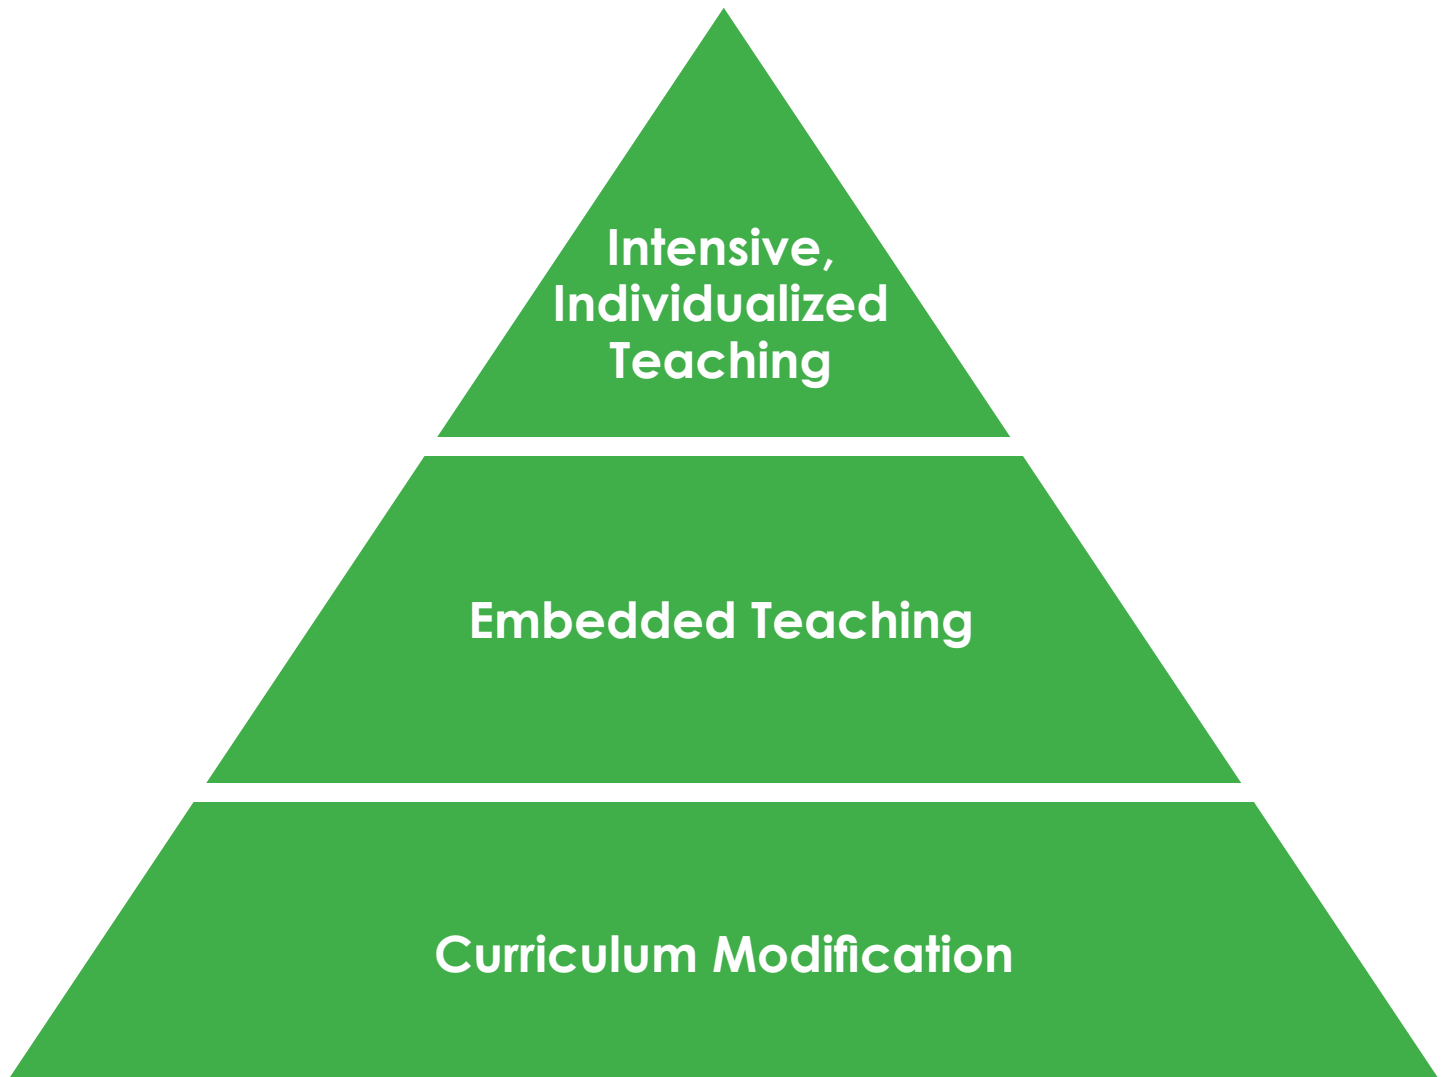 Intensive,
Individualized
Teaching
Embedded Teaching
Curriculum Modification